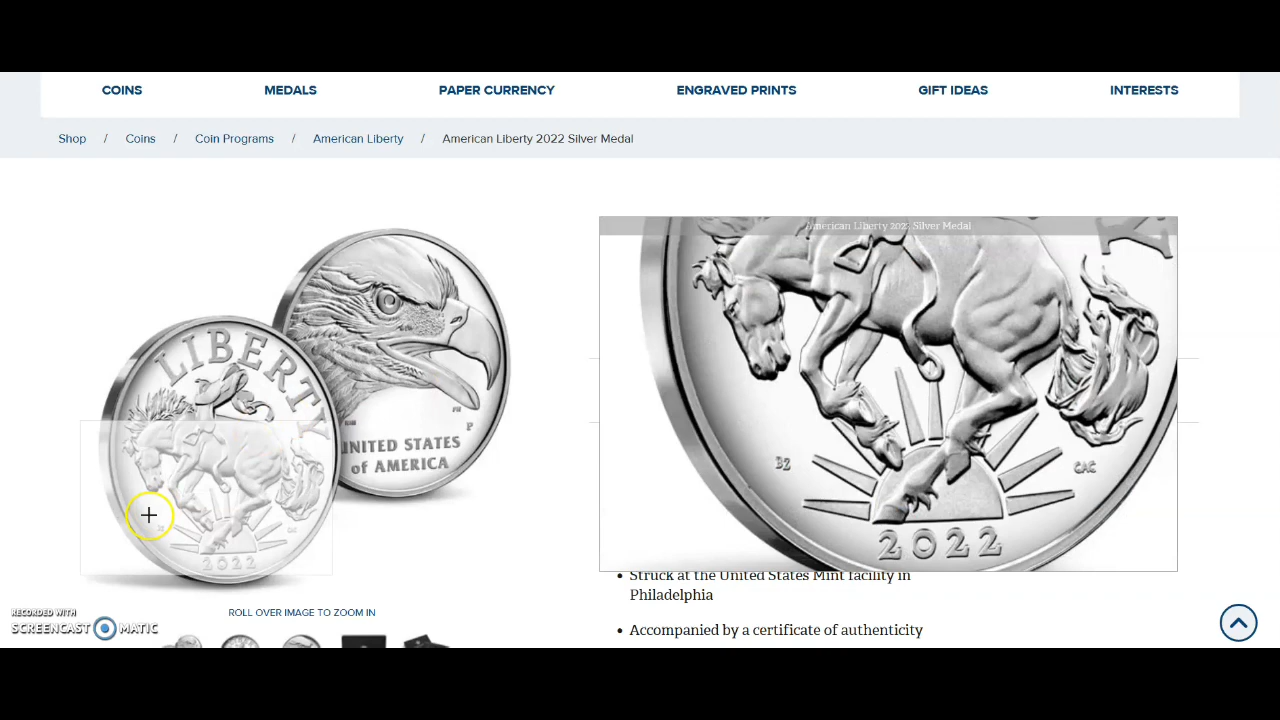 COINS MEDALS PAPER CURRENCY ENGRAVED PRINTS GIFT IDEAS INTERESTS
Shop / Coins / Coin Programs / American Liberty / American Liberty 2022 Silver Medal
American Liberty 2022 Silver Medal
LIBERTY
P
UNITED STATES
of AMERICA
2022
BZ
CAC
2022
• Struck at the United States Mint facility in
Philadelphia
• Accompanied by a certificate of authenticity
ROLL OVER IMAGE TO ZOOM IN
RECORDED WITH
SCREENCAST MATIC